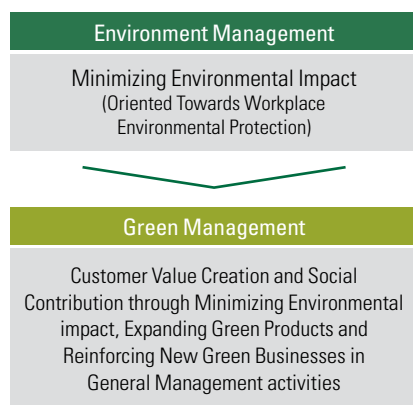 Environment Management
Minimizing Environmental Impact
(Oriented Towards Workplace
Environmental Protection)
Green Management
Customer Value Creation and Social
Contribution through Minimizing Environmental
impact, Expanding Green Products and
Reinforcing New Green Businesses in
General Management activities